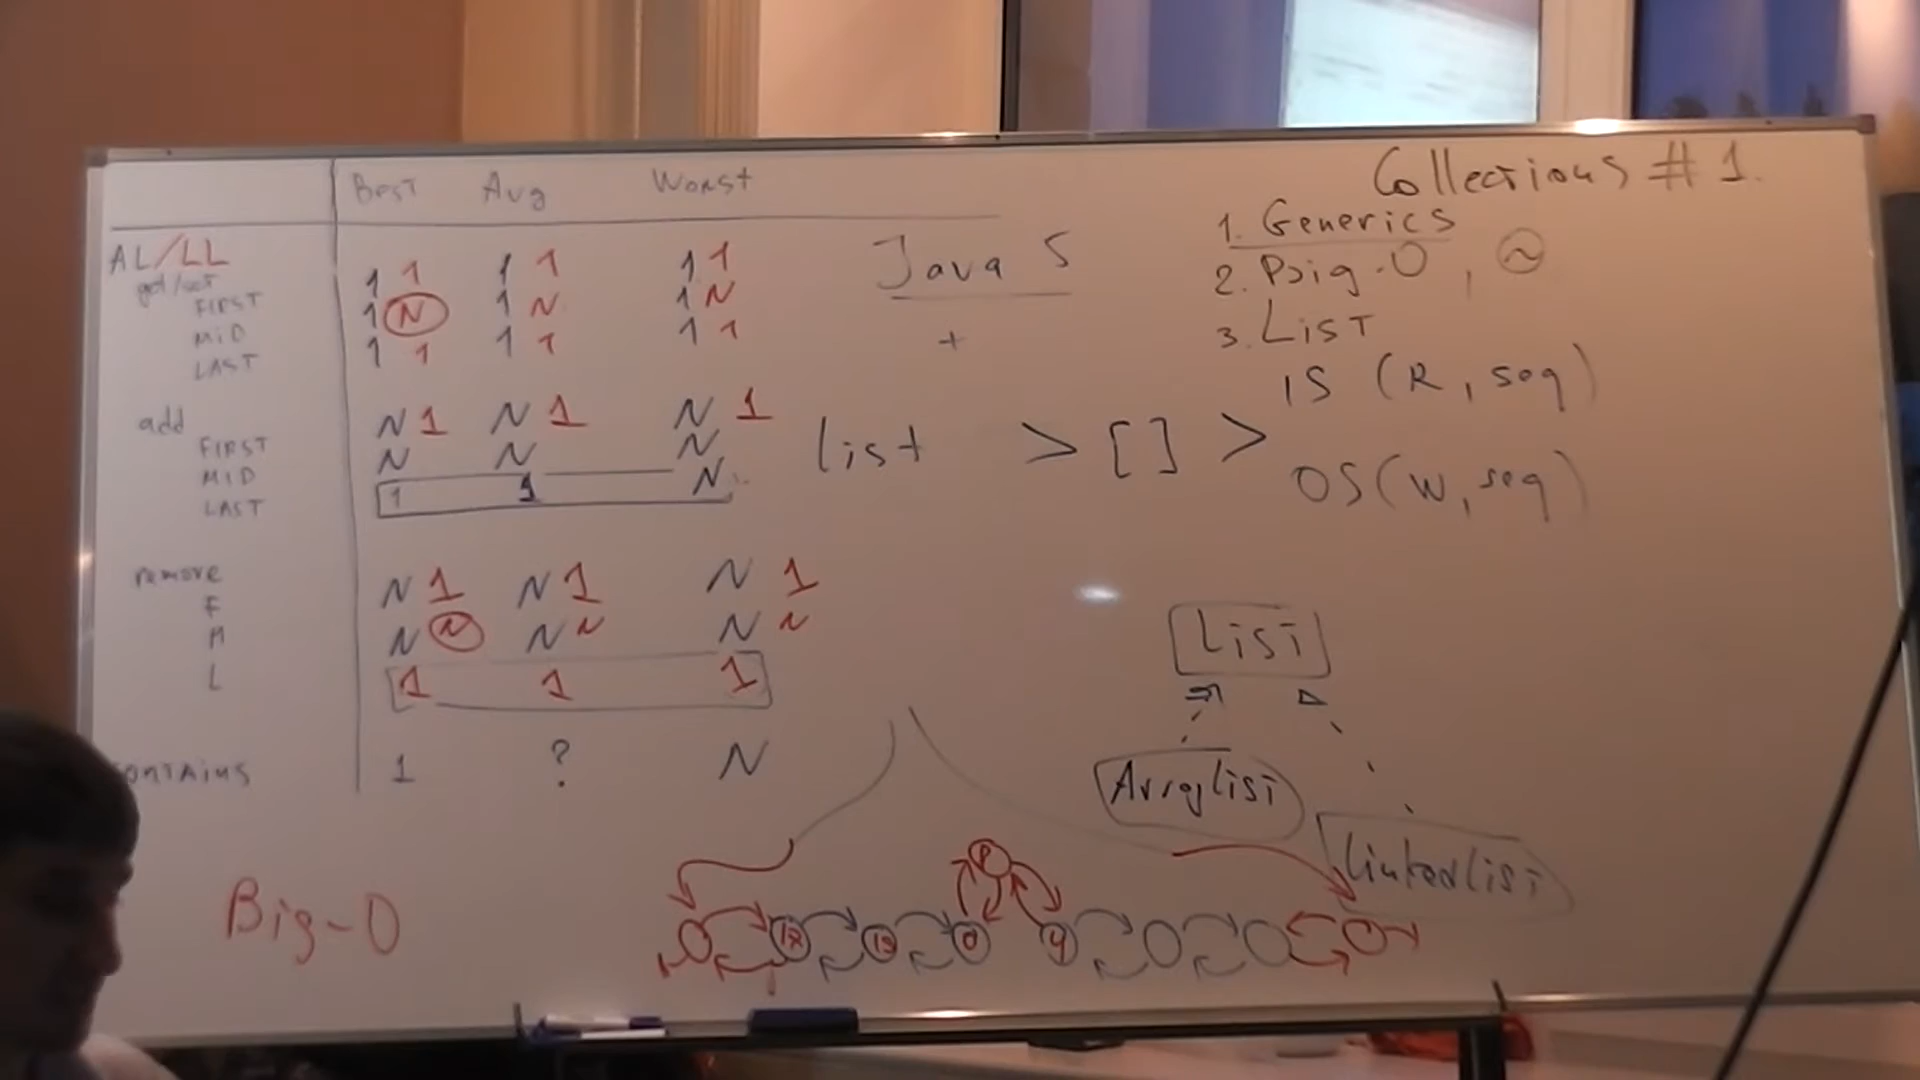 Best Avg Worst
AL/LL
get/set 1 1 1 1 1 1
FIRST 1 N 1 N 1 N
MID 1 1 1 1 1 1
LAST
add N 1 N 1 N 1
FIRST N N N
MID 1 1 N
LAST
remove N 1 N 1 N 1
F N N N N N N
M
L 1 1 1
CONTAINS 1 ? N
Big-O
Java 5
+
list > [ ] >
Collections #1.
1. Generics
2. Big-O, ~
3. List
IS (R, seq)
OS (W, seq)
List
ArrayList
LinkedList